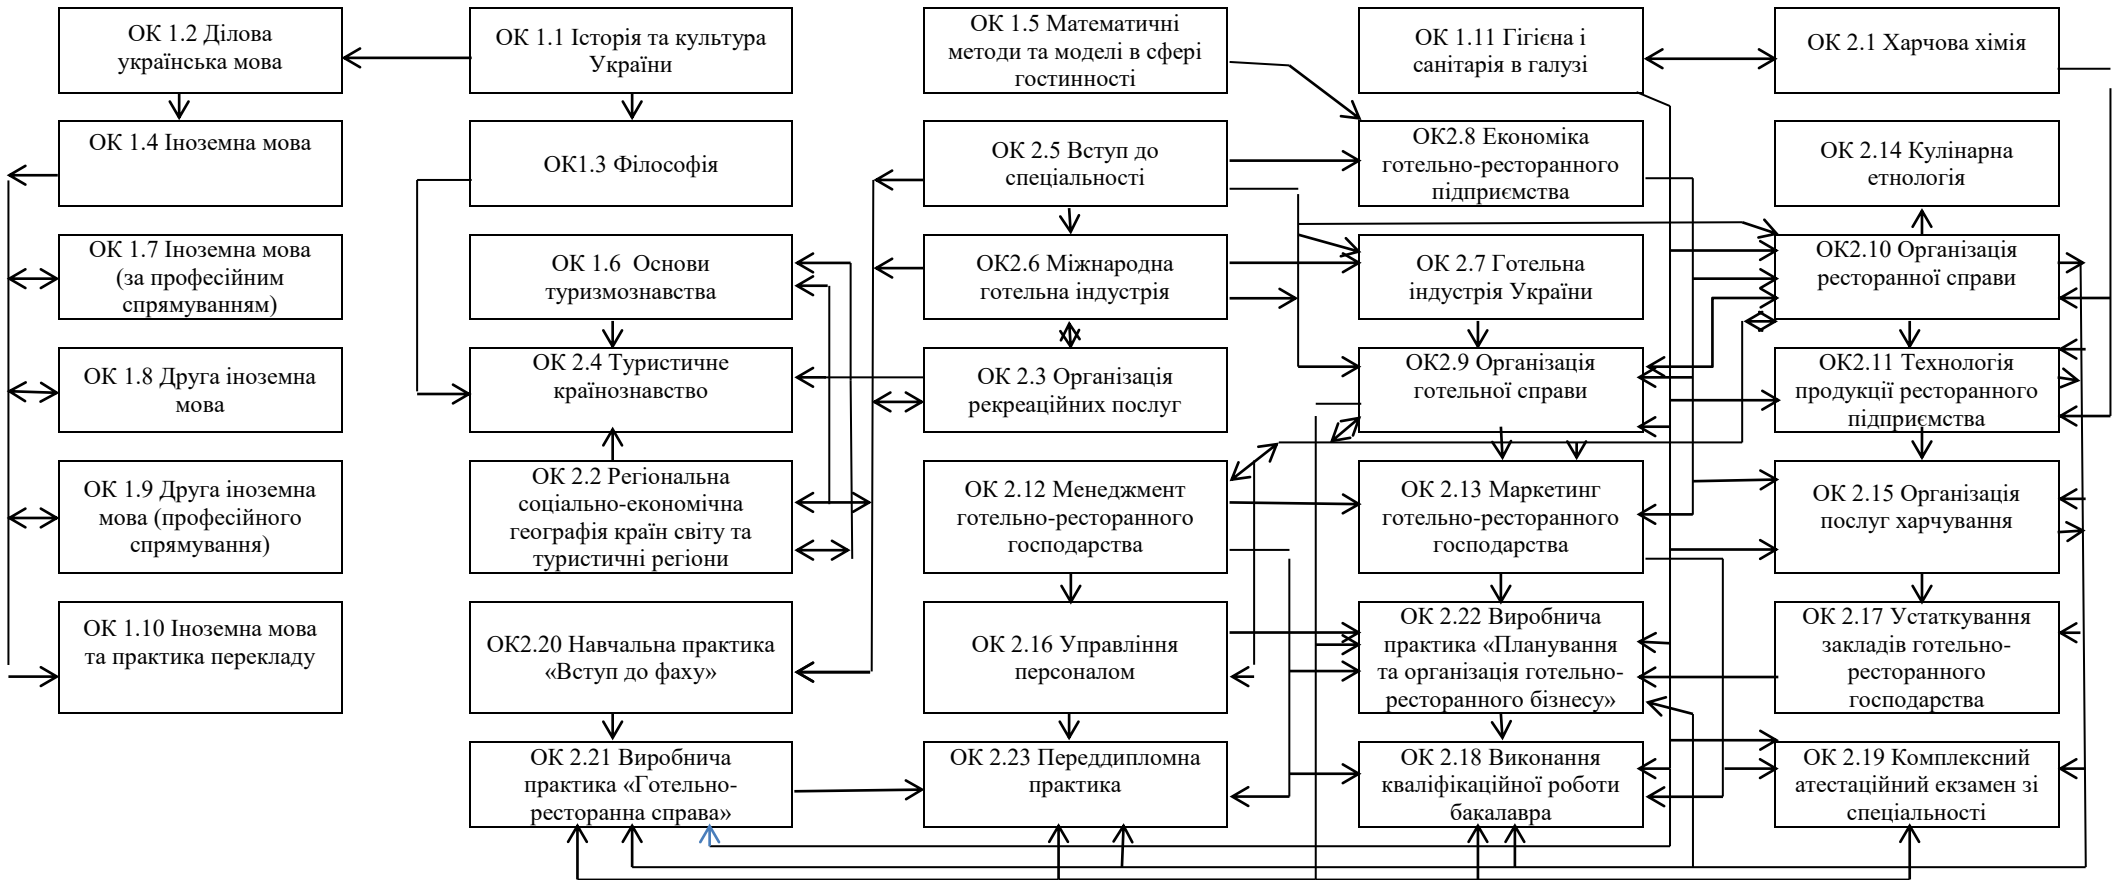 ОК 1.2 Ділова
українська мова
ОК 1.1 Історія та культура
України
ОК 1.5 Математичні
методи та моделі в сфері
гостинності
ОК 1.11 Гігієна і
санітарія в галузі
ОК 2.1 Харчова хімія
ОК 1.4 Іноземна мова
ОК1.3 Філософія
ОК 2.5 Вступ до
спеціальності
ОК2.8 Економіка
готельно-ресторанного
підприємства
ОК 2.14 Кулінарна
етнологія
ОК 1.7 Іноземна мова
(за професійним
спрямуванням)
ОК 1.6 Основи
туризмознавства
ОК2.6 Міжнародна
готельна індустрія
ОК 2.7 Готельна
індустрія України
ОК2.10 Організація
ресторанної справи
ОК 1.8 Друга іноземна
мова
ОК 2.4 Туристичне
країнознавство
ОК 2.3 Організація
рекреаційних послуг
ОК2.9 Організація
готельної справи
ОК2.11 Технологія
продукції ресторанного
підприємства
ОК 1.9 Друга іноземна
мова (професійного
спрямування)
ОК 2.2 Регіональна
соціально-економічна
географія країн світу та
туристичні регіони
ОК 2.12 Менеджмент
готельно-ресторанного
господарства
ОК 2.13 Маркетинг
готельно-ресторанного
господарства
ОК 2.15 Організація
послуг харчування
ОК 1.10 Іноземна мова
та практика перекладу
ОК2.20 Навчальна практика
«Вступ до фаху»
ОК 2.16 Управління
персоналом
ОК 2.22 Виробнича
практика «Планування
та організація готельно-
ресторанного бізнесу»
ОК 2.17 Устаткування
закладів готельно-
ресторанного
господарства
ОК 2.21 Виробнича
практика «Готельно-
ресторанна справа»
ОК 2.23 Переддипломна
практика
ОК 2.18 Виконання
кваліфікаційної роботи
бакалавра
ОК 2.19 Комплексний
атестаційний екзамен зі
спеціальності